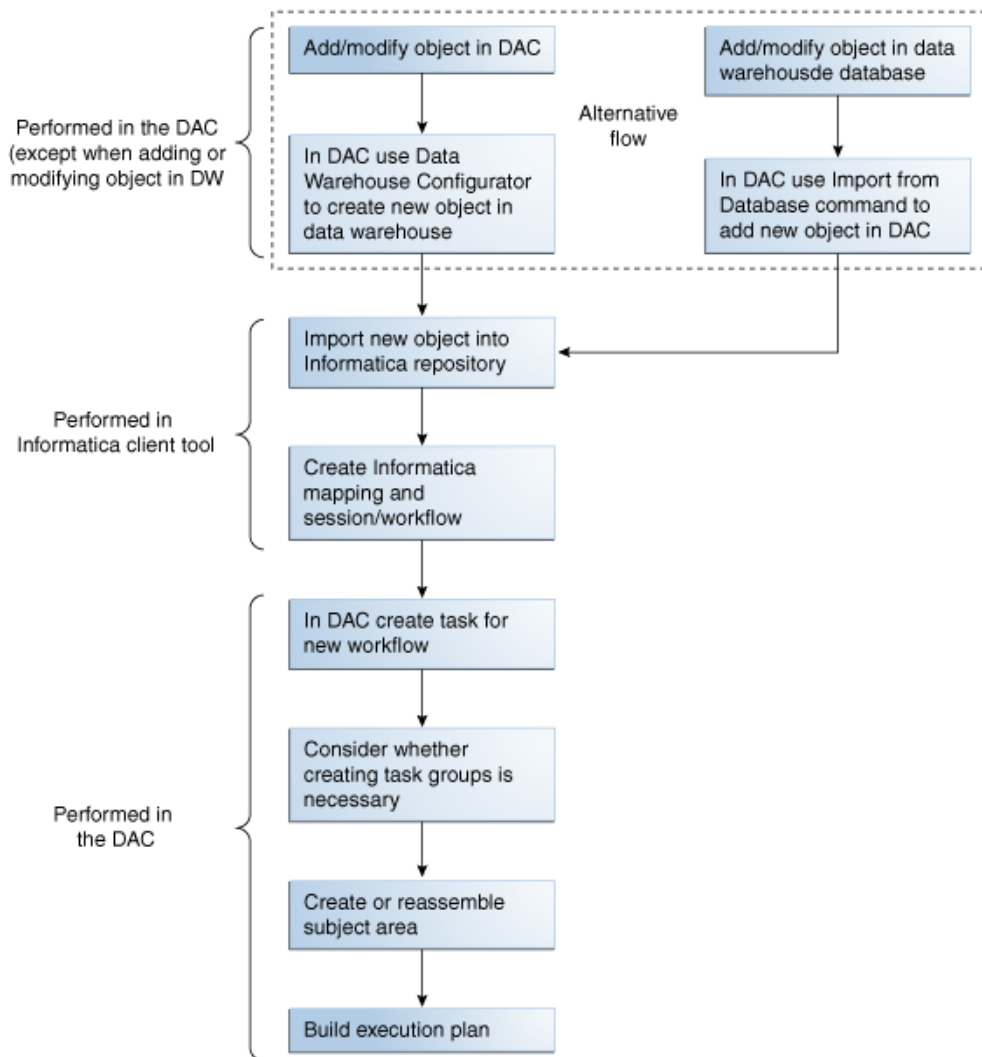 Add/modify object in DAC
Add/modify object in data
warehousde database
Performed in the DAC
(except when adding or
modifying object in DW
Alternative
flow
In DAC use Data
Warehouse Configurator
to create new object in
data warehouse
In DAC use Import from
Database command to
add new object in DAC
Import new object into
Informatica repository
Performed in
Informatica client tool
Create Informatica
mapping and
session/workflow
In DAC create task for
new workflow
Consider whether
creating task groups is
necessary
Performed in
the DAC
Create or reassemble
subject area
Build execution plan